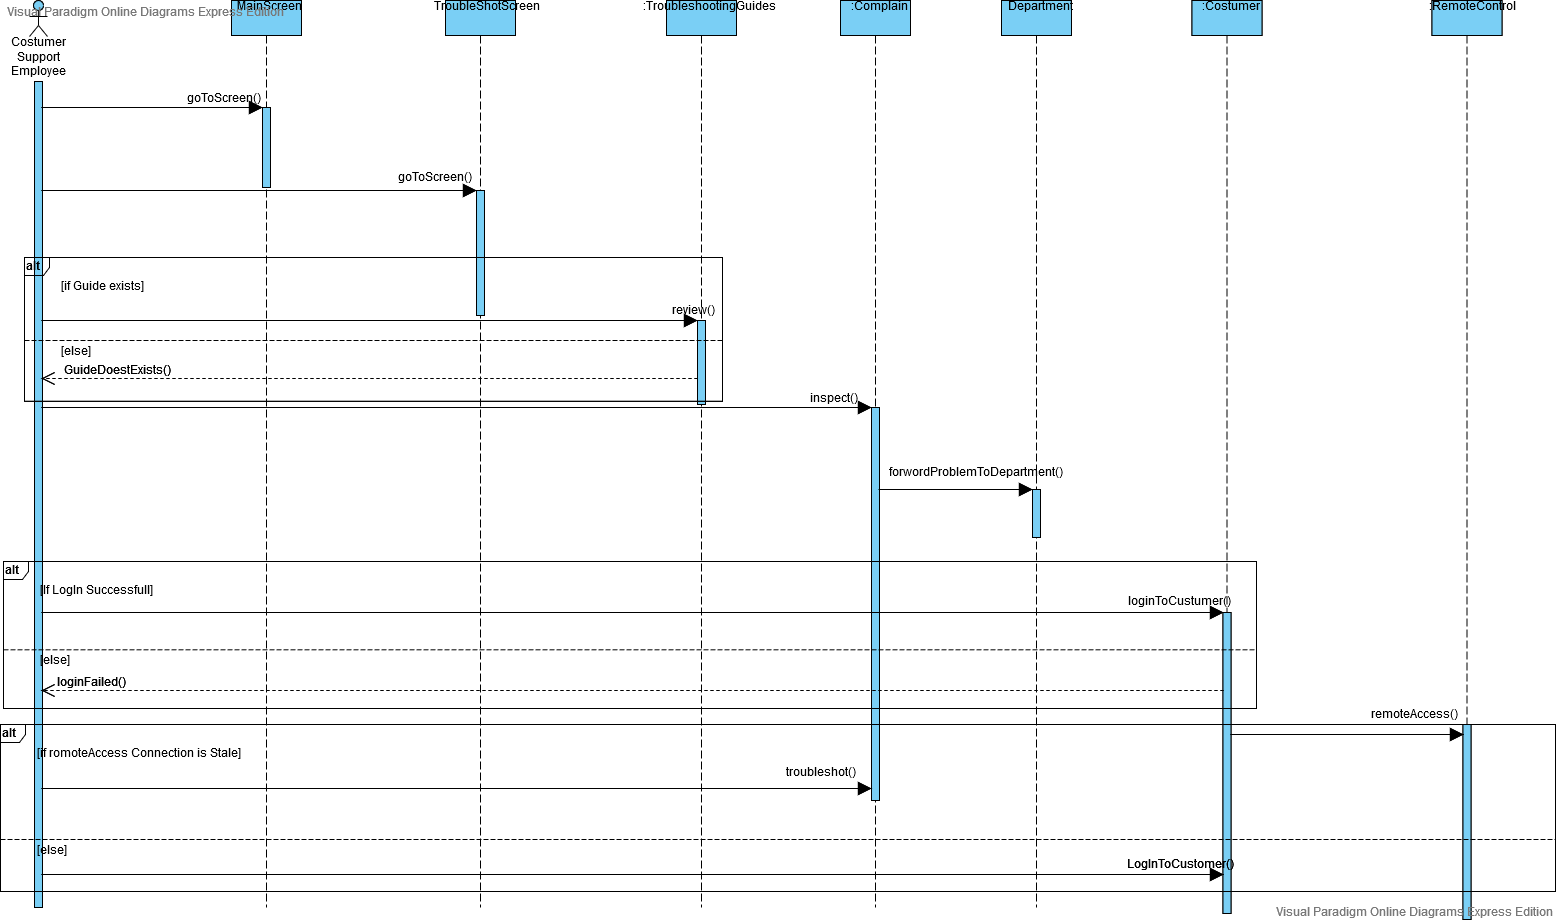 Visual Paradigm Online Diagrams Express Edition
MainScreen
TroubleShotScreen
:TroubleshootingGuides
:Complain
Department
:Costumer
:RemoteControl
Costumer
Support
Employee
goToScreen()
goToScreen()
alt
[if Guide exists]
review()
[else]
GuideDoestExists()
inspect()
forwordProblemToDepartment()
alt
[If LogIn Successfull]
loginToCustumer()
[else]
loginFailed()
remoteAccess()
alt
[if romoteAccess Connection is Stale]
troubleshot()
[else]
LogInToCustomer()
Visual Paradigm Online Diagrams Express Edition